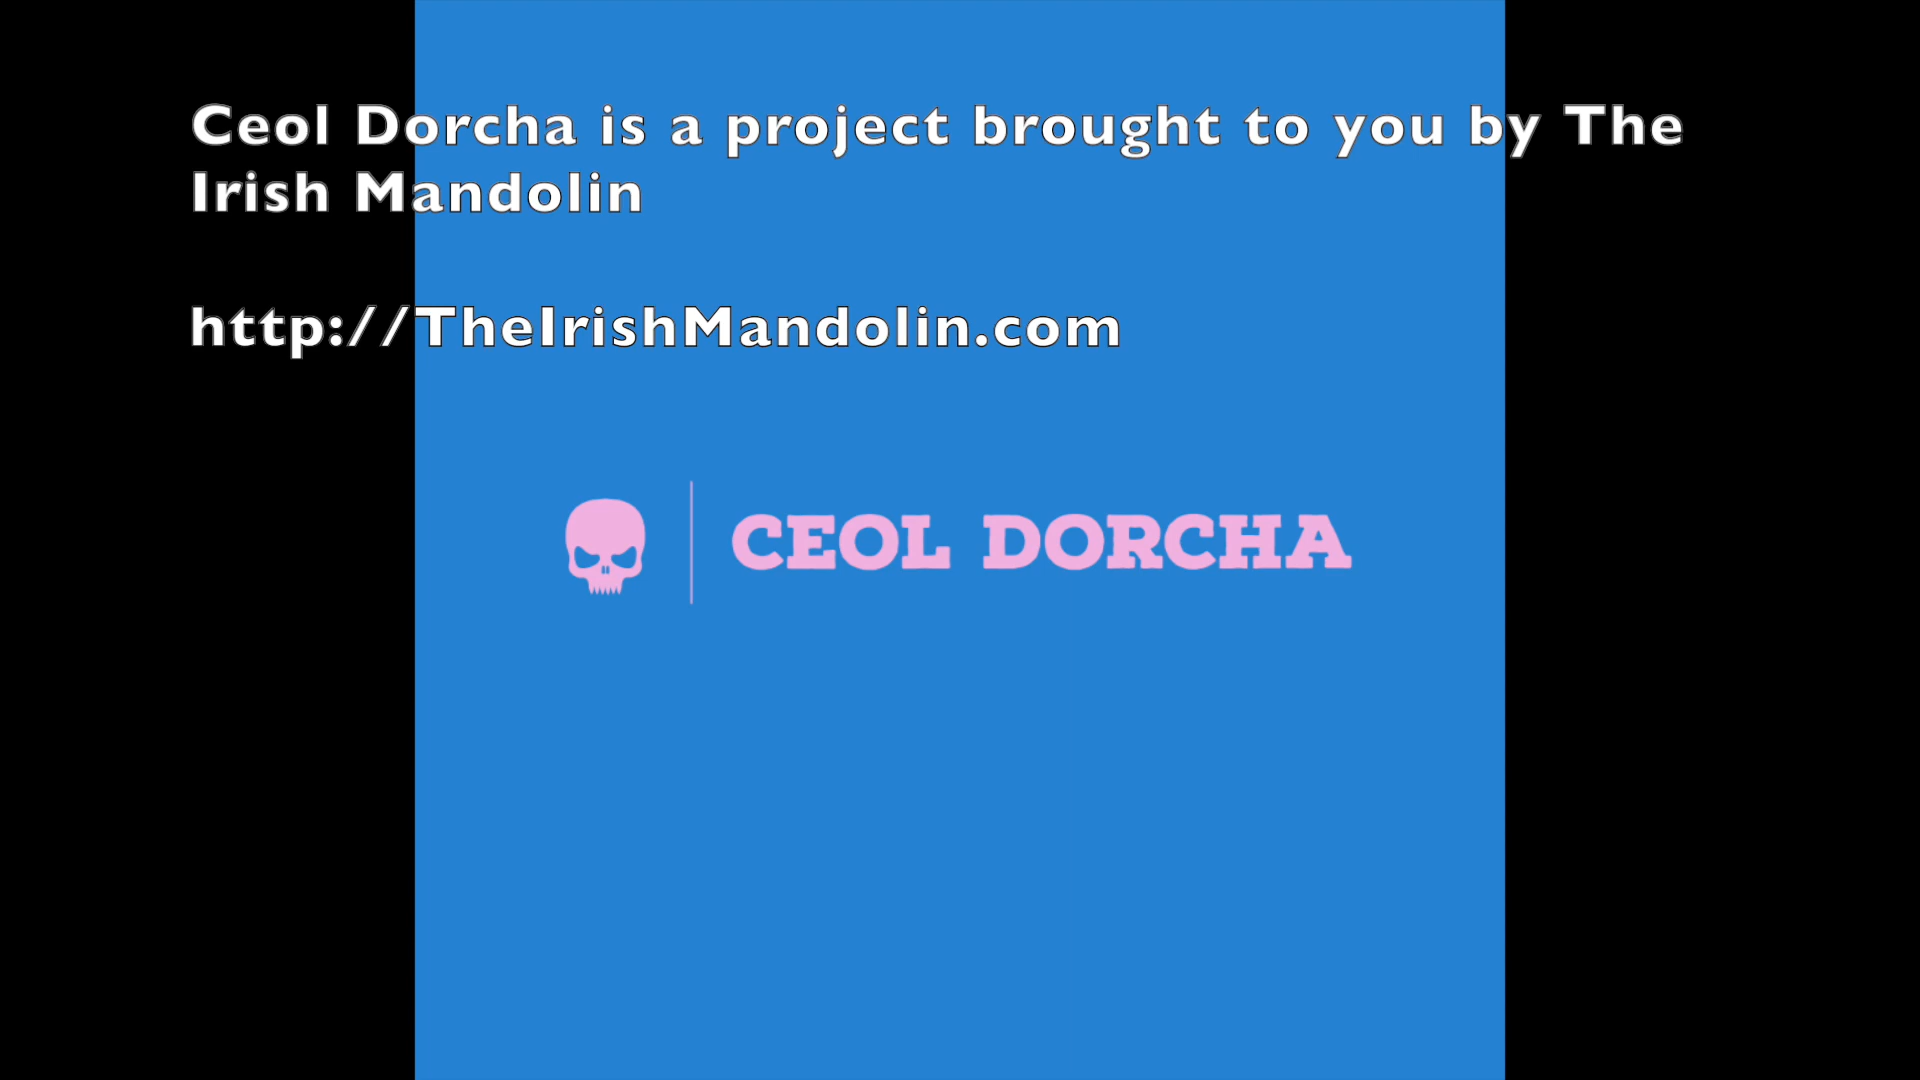 Ceol Dorcha is a project brought to you by The
Irish Mandolin
http://TheIrishMandolin.com
CEOL DORCHA